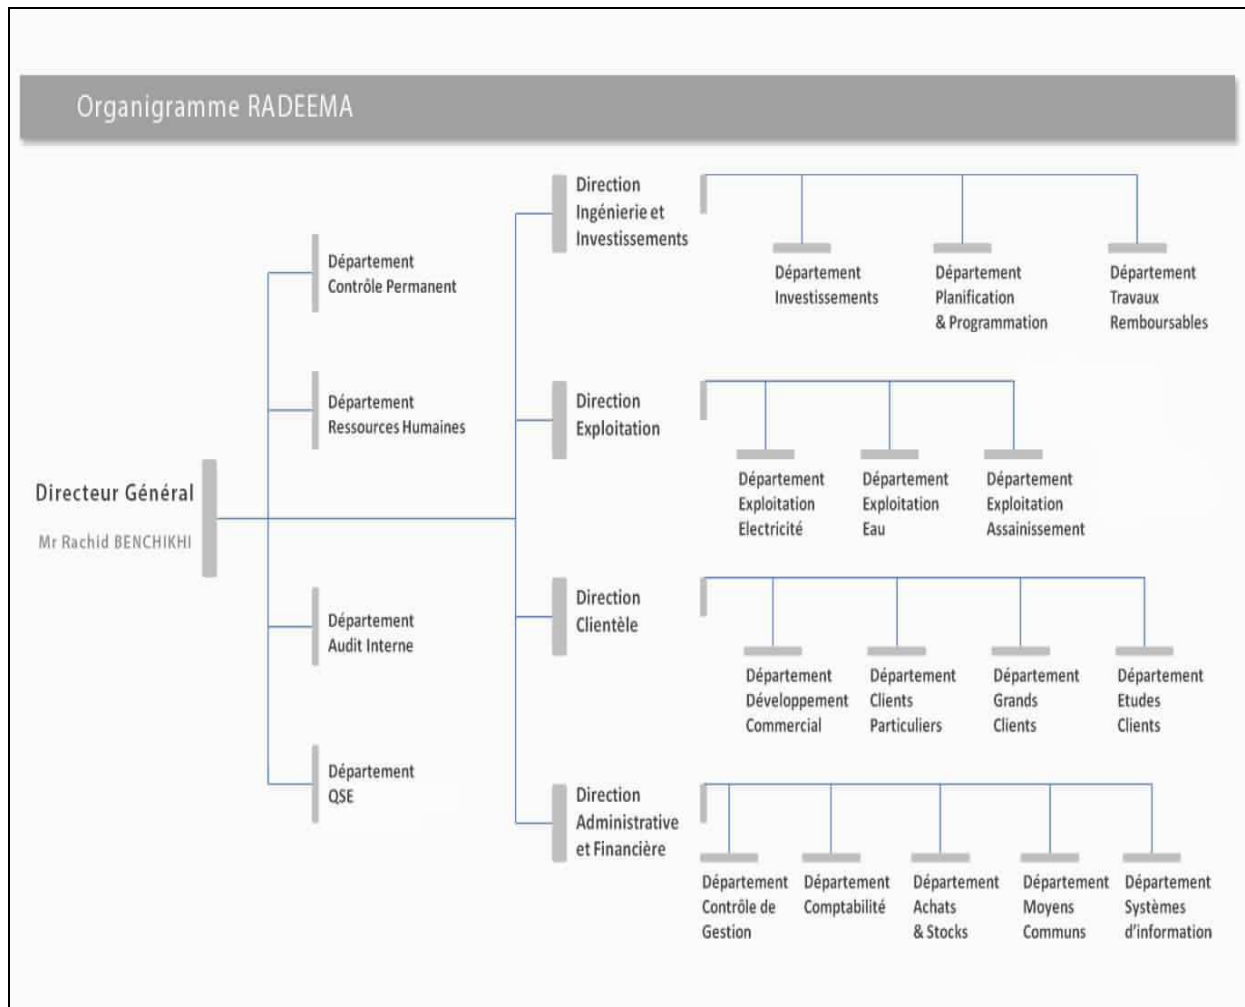 Organigramme RADEEMA
Directeur Général
Mr Rachid BENCHIKHI
Département
Contrôle Permanent
Département
Ressources Humaines
Département
Audit Interne
Département
QSE
Direction
Ingénierie et
Investissements
Département
Investissements
Département
Planification
& Programmation
Département
Travaux
Remboursables
Direction
Exploitation
Département
Exploitation
Electricité
Département
Exploitation
Eau
Département
Exploitation
Assainissement
Direction
Clientèle
Département
Développement
Commercial
Département
Clients
Particuliers
Département
Grands
Clients
Département
Etudes
Clients
Direction
Administrative
et Financière
Département
Contrôle de
Gestion
Département
Comptabilité
Département
Achats
& Stocks
Département
Moyens
Communs
Département
Systèmes
d'information